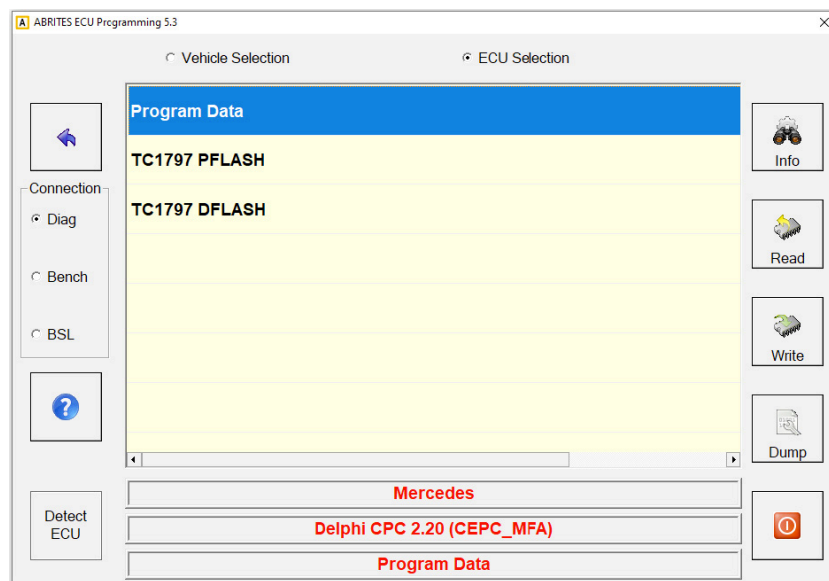 A ABRITES ECU Programming 5.3
Vehicle Selection
ECU Selection
Connection
Diag
Bench
BSL
?
Detect
ECU
Program Data
TC1797 PFLASH
TC1797 DFLASH
Mercedes
Delphi CPC 2.20 (CEPC_MFA)
Program Data
Info
Read
Write
Dump